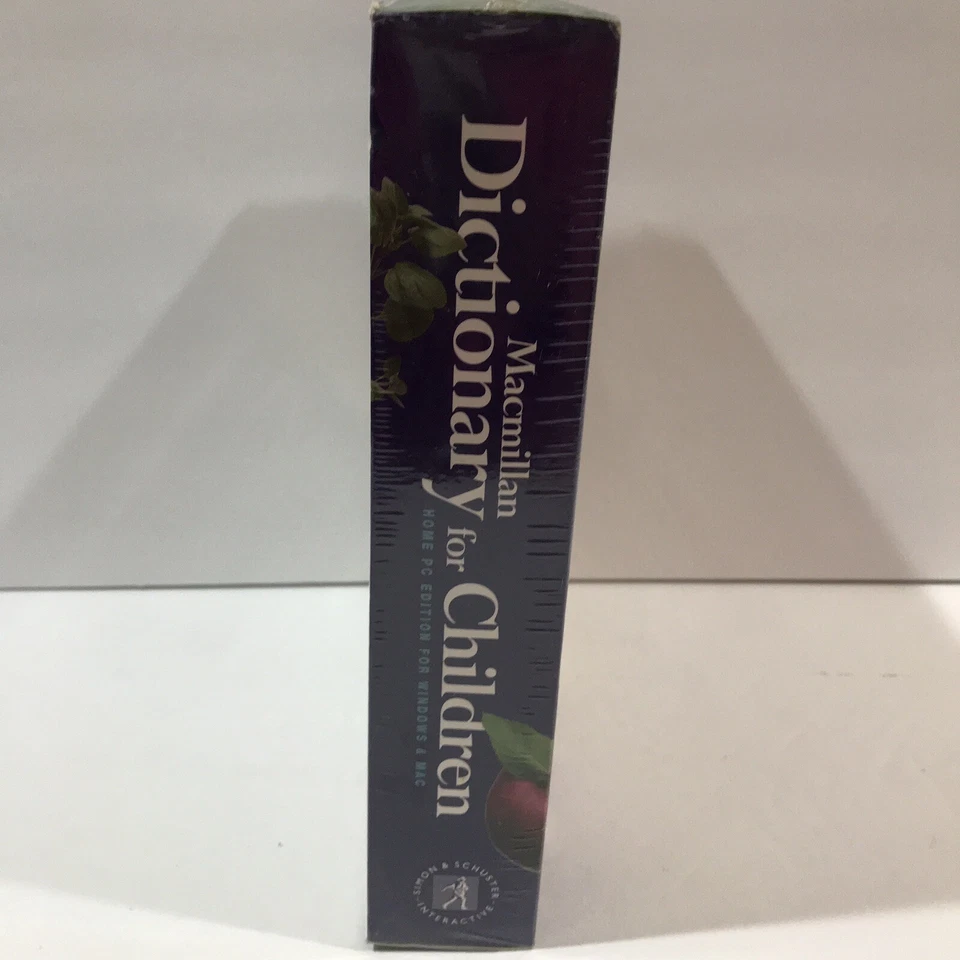 Macmillan
Dictionary for Children
HOME PC EDITION FOR WINDOWS & MAC
SIMON & SCHUSTER
INTERACTIVE